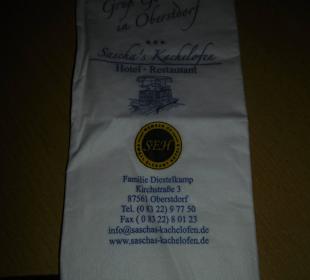 Grüß G
in Oberstdorf
***
Sascha's Kachelofen
Hotel - Restaurant
SEH
Familie Diestelkamp
Kirchstraße 3
87561 Oberstdorf
Tel. (0 83 22) 9 77 50
Fax (0 83 22) 8 01 23
info@saschas-kachelofen.de
www.saschas-kachelofen.de